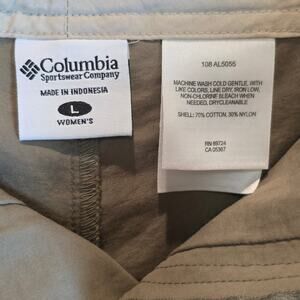 Columbia
Sportswear Company
MADE IN INDONESIA
L
WOMEN'S
108 AL5055
MACHINE WASH COLD GENTLE, WITH
LIKE COLORS, LINE DRY, IRON LOW,
NON-CHLORINE BLEACH WHEN
NEEDED, DRYCLEANABLE
SHELL: 70% COTTON, 30% NYLON
RN 69724
CA 05367